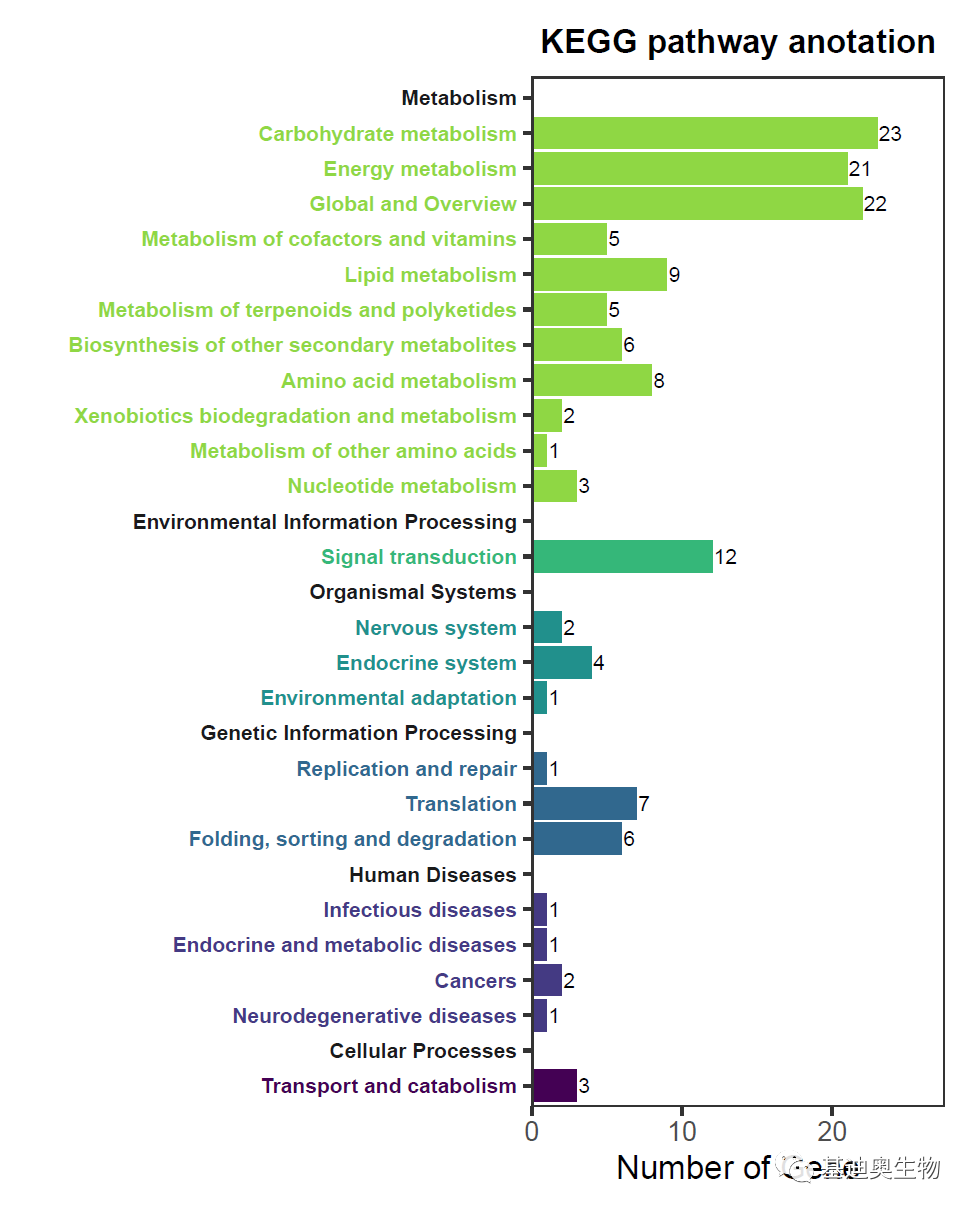 KEGG pathway anotation
Metabolism
Carbohydrate metabolism 23
Energy metabolism 21
Global and Overview 22
Metabolism of cofactors and vitamins 5
Lipid metabolism 9
Metabolism of terpenoids and polyketides 5
Biosynthesis of other secondary metabolites 6
Amino acid metabolism 8
Xenobiotics biodegradation and metabolism 2
Metabolism of other amino acids 1
Nucleotide metabolism 3
Environmental Information Processing
Signal transduction 12
Organismal Systems
Nervous system 2
Endocrine system 4
Environmental adaptation 1
Genetic Information Processing
Replication and repair 1
Translation 7
Folding, sorting and degradation 6
Human Diseases
Infectious diseases 1
Endocrine and metabolic diseases 1
Cancers 2
Neurodegenerative diseases 1
Cellular Processes
Transport and catabolism 3
0 10 20
Number of Gene
基迪奥生物